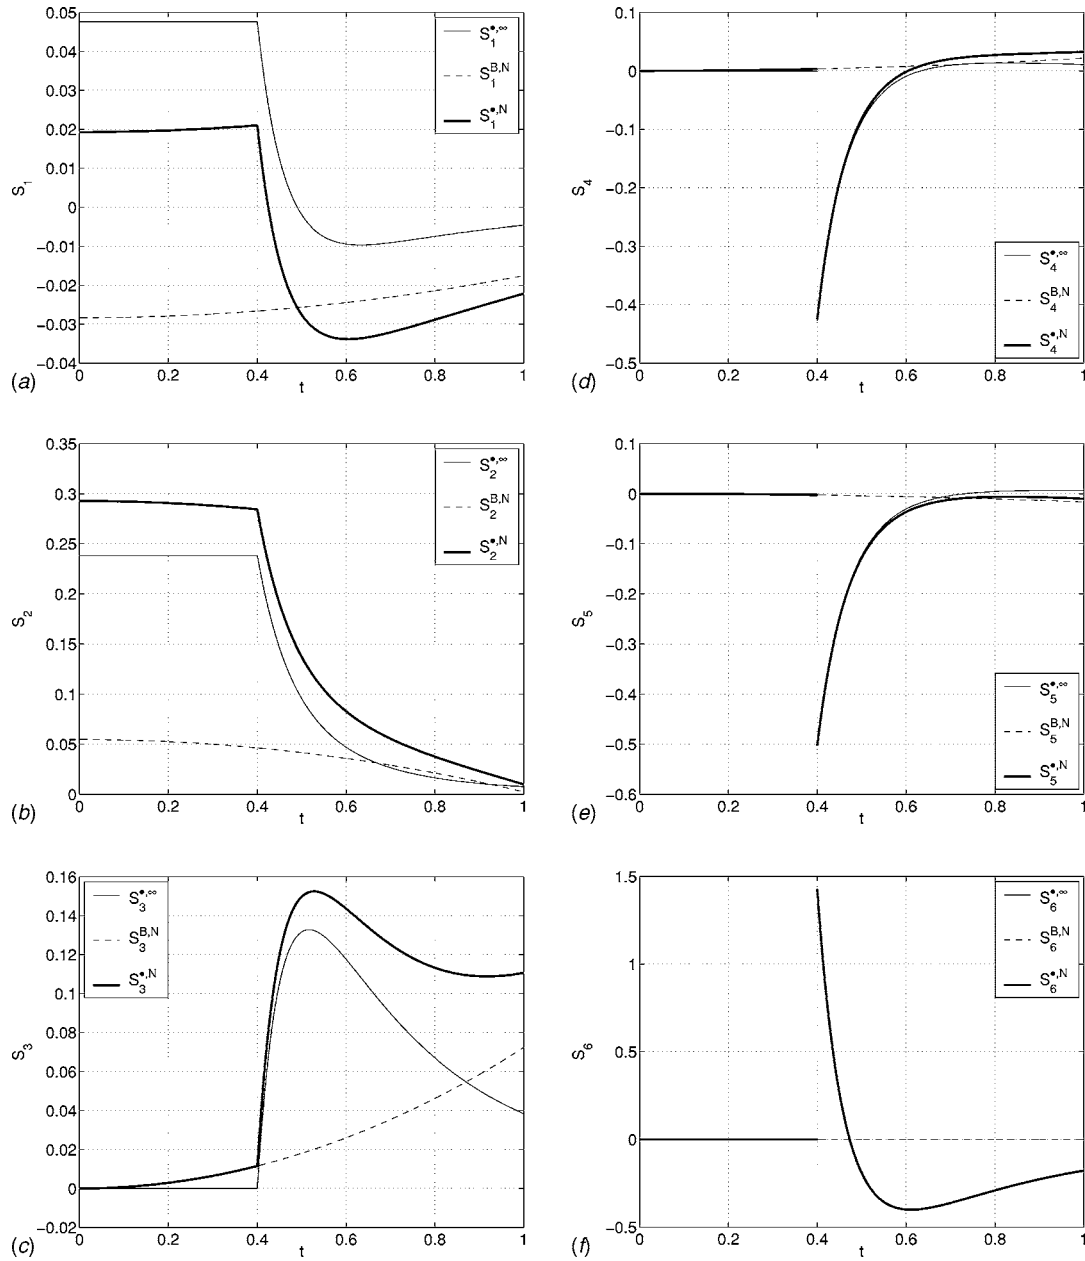 0.05
0.04
0.03
0.02
0.01
0
−0.01
−0.02
−0.03
−0.04
S₁
0 0.2 0.4 0.6 0.8 1
t
(a)
S₁^{•,∞}
S₁^{B,N}
S₁^{•,N}
0.1
0
−0.1
−0.2
−0.3
−0.4
−0.5
S₄
0 0.2 0.4 0.6 0.8 1
t
(d)
S₄^{•,∞}
S₄^{B,N}
S₄^{•,N}
0.35
0.3
0.25
0.2
0.15
0.1
0.05
0
S₂
0 0.2 0.4 0.6 0.8 1
t
(b)
S₂^{•,∞}
S₂^{B,N}
S₂^{•,N}
0.1
0
−0.1
−0.2
−0.3
−0.4
−0.5
−0.6
S₅
0 0.2 0.4 0.6 0.8 1
t
(e)
S₅^{•,∞}
S₅^{B,N}
S₅^{•,N}
0.16
0.14
0.12
0.1
0.08
0.06
0.04
0.02
0
−0.02
S₃
0 0.2 0.4 0.6 0.8 1
t
(c)
S₃^{•,∞}
S₃^{B,N}
S₃^{•,N}
1.5
1
0.5
0
−0.5
S₆
0 0.2 0.4 0.6 0.8 1
t
(f)
S₆^{•,∞}
S₆^{B,N}
S₆^{•,N}